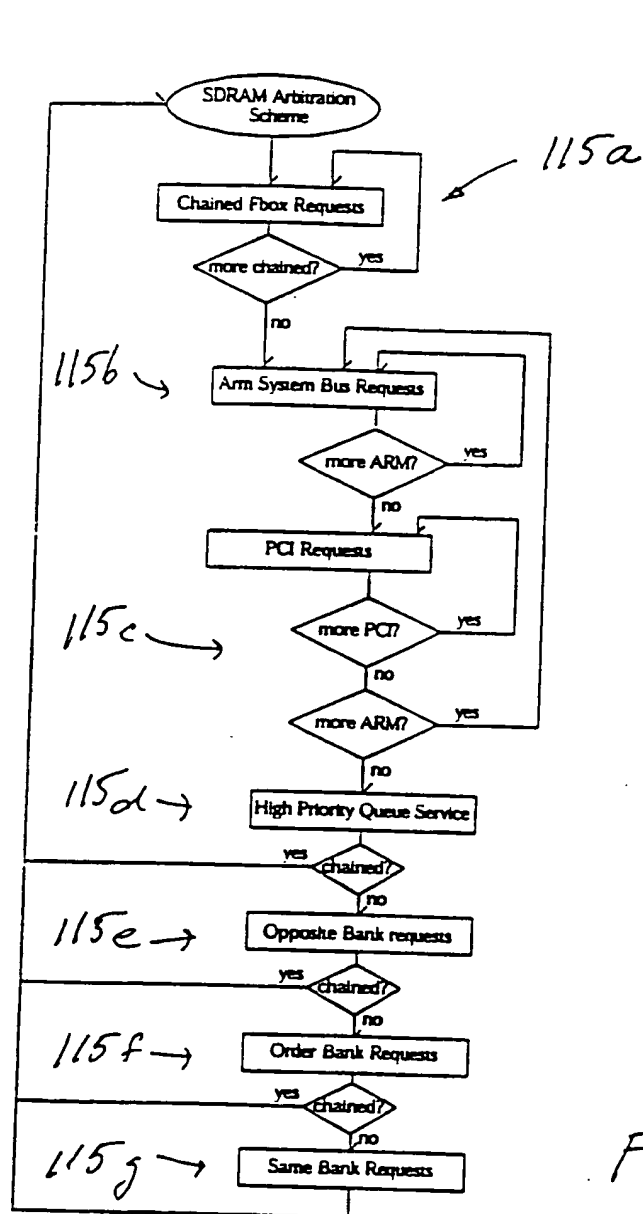 SDRAM Arbitration
Scheme
115a
Chained Fbox Requests
more chained?
yes
no
115b
Arm System Bus Requests
more ARM?
yes
no
PCI Requests
115c
more PCI?
yes
no
more ARM?
yes
no
115d
High Priority Queue Service
yes
chained?
no
115e
Opposite Bank requests
yes
chained?
no
115f
Order Bank Requests
yes
chained?
no
115g
Same Bank Requests
F